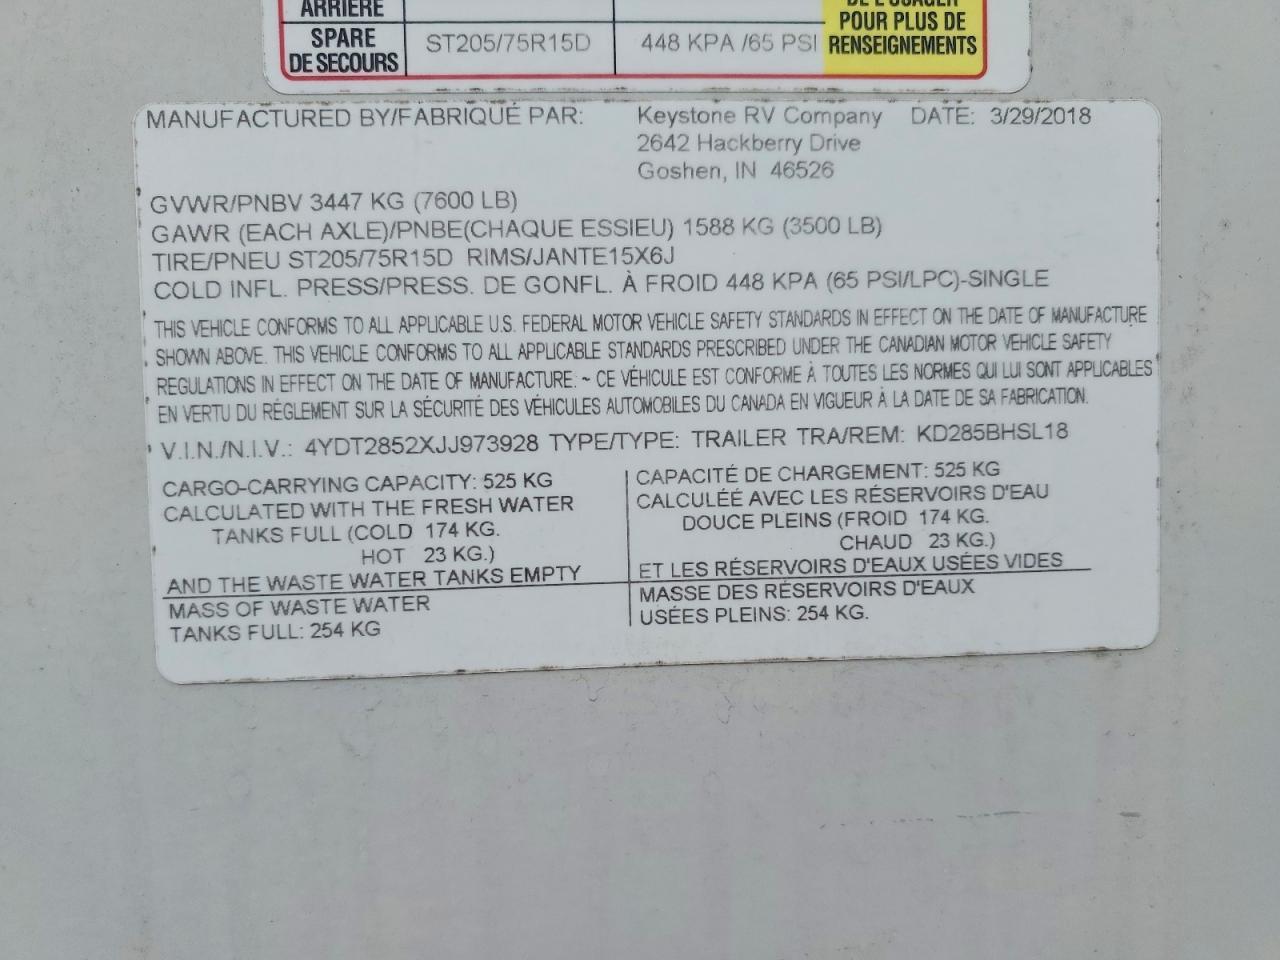 ARRIÈRE
DE L'USAGER
POUR PLUS DE
RENSEIGNEMENTS
SPARE
DE SECOURS
ST205/75R15D
448 KPA /65 PSI
MANUFACTURED BY/FABRIQUÉ PAR: Keystone RV Company DATE: 3/29/2018
2642 Hackberry Drive
Goshen, IN 46526
GVWR/PNBV 3447 KG (7600 LB)
GAWR (EACH AXLE)/PNBE(CHAQUE ESSIEU) 1588 KG (3500 LB)
TIRE/PNEU ST205/75R15D RIMS/JANTE15X6J
COLD INFL. PRESS/PRESS. DE GONFL. À FROID 448 KPA (65 PSI/LPC)-SINGLE
THIS VEHICLE CONFORMS TO ALL APPLICABLE U.S. FEDERAL MOTOR VEHICLE SAFETY STANDARDS IN EFFECT ON THE DATE OF MANUFACTURE
SHOWN ABOVE. THIS VEHICLE CONFORMS TO ALL APPLICABLE STANDARDS PRESCRIBED UNDER THE CANADIAN MOTOR VEHICLE SAFETY
REGULATIONS IN EFFECT ON THE DATE OF MANUFACTURE. ~ CE VÉHICULE EST CONFORME À TOUTES LES NORMES QUI LUI SONT APPLICABLES
EN VERTU DU RÉGLEMENT SUR LA SÉCURITÉ DES VÉHICULES AUTOMOBILES DU CANADA EN VIGUEUR À LA DATE DE SA FABRICATION.
V.I.N./N.I.V.: 4YDT2852XJJ973928 TYPE/TYPE: TRAILER TRA/REM: KD285BHSL18
CARGO-CARRYING CAPACITY: 525 KG
CALCULATED WITH THE FRESH WATER
TANKS FULL (COLD 174 KG.
HOT 23 KG.)
AND THE WASTE WATER TANKS EMPTY
MASS OF WASTE WATER
TANKS FULL: 254 KG
CAPACITÉ DE CHARGEMENT: 525 KG
CALCULÉÉ AVEC LES RÉSERVOIRS D'EAU
DOUCE PLEINS (FROID 174 KG.
CHAUD 23 KG.)
ET LES RÉSERVOIRS D'EAUX USÉES VIDES
MASSE DES RÉSERVOIRS D'EAUX
USÉES PLEINS: 254 KG.